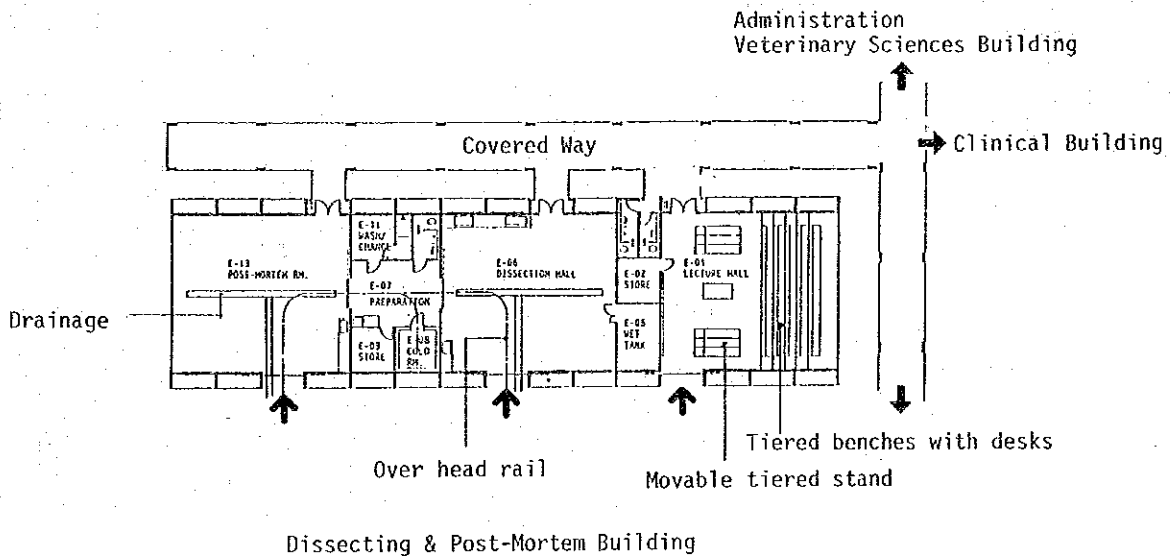 Administration
Veterinary Sciences Building
Covered Way
Clinical Building
E-11
WASH/
CHANGE
E-13
POST-MORTEM RM.
E-06
DISSECTION HALL
E-01
LECTURE HALL
E-02
STORE
E-07
PREPARATION
Drainage
E-05
WET
TANK
E-09
STORE
E-08
COLD
RM.
Tiered benches with desks
Over head rail
Movable tiered stand
Dissecting & Post-Mortem Building